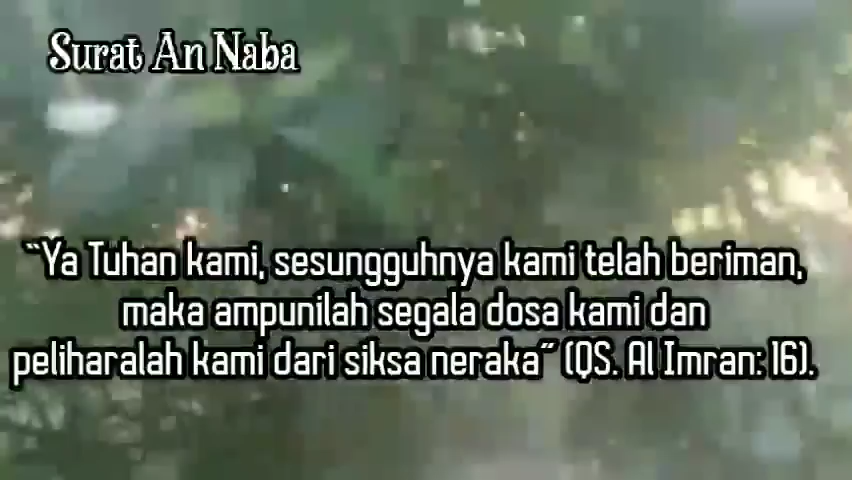 Surat An Naba
“Ya Tuhan kami, sesungguhnya kami telah beriman,
maka ampunilah segala dosa kami dan
peliharalah kami dari siksa neraka” (QS. Al Imran: 16).